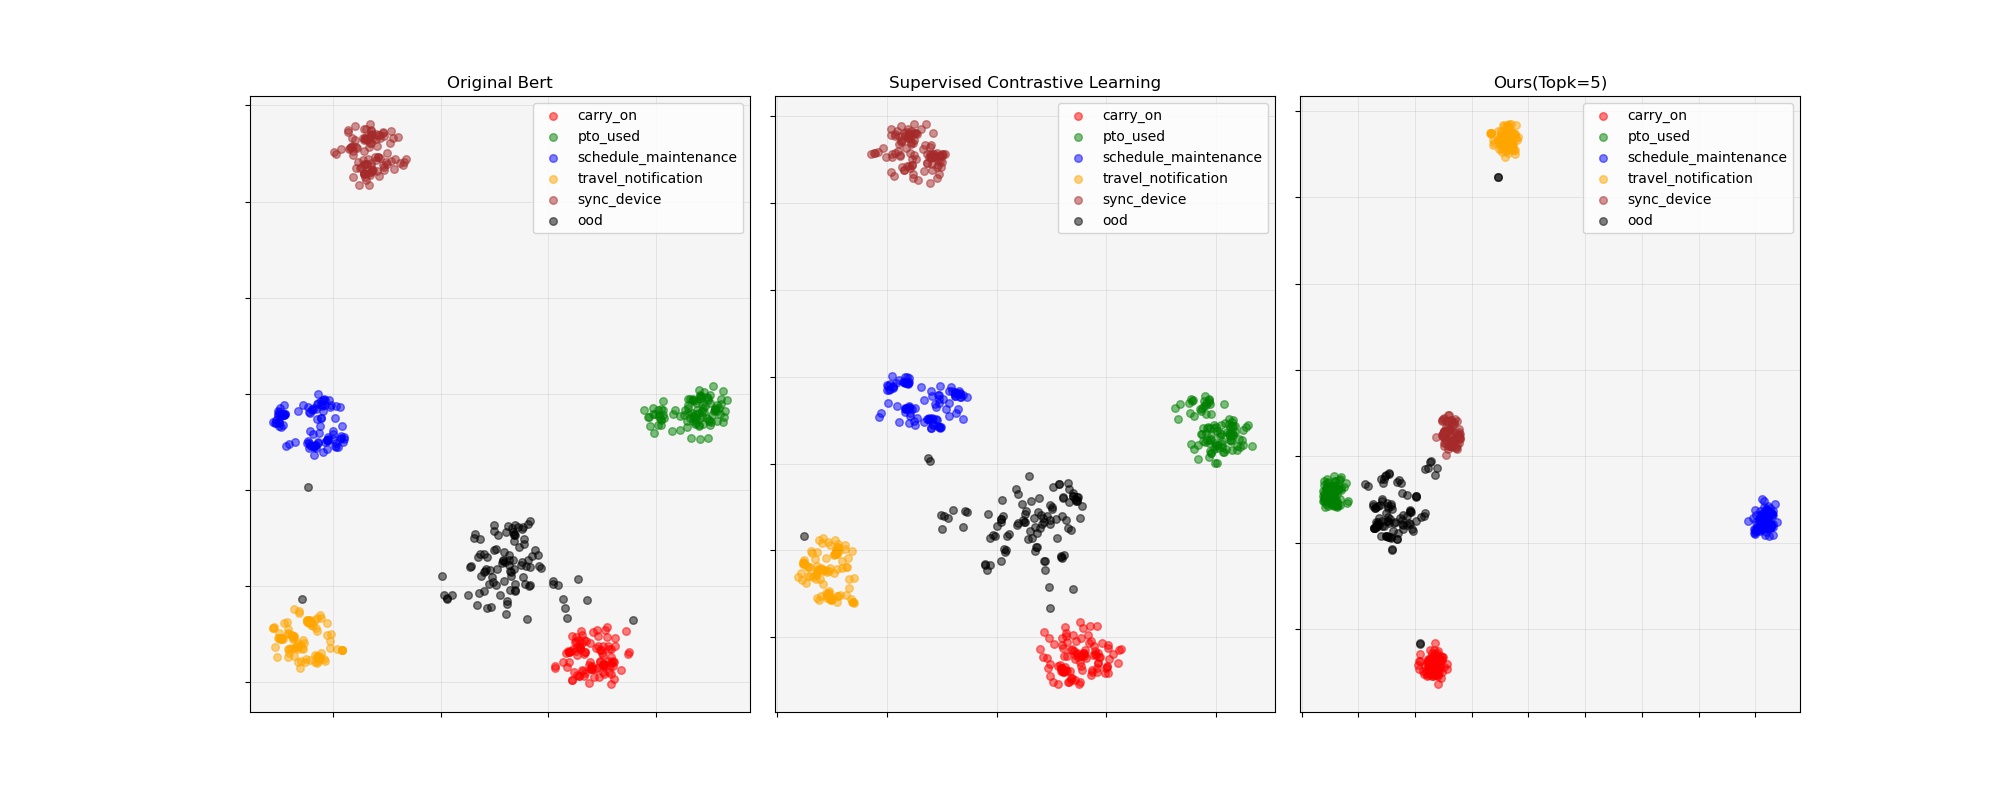 Original Bert
carry_on
pto_used
schedule_maintenance
travel_notification
sync_device
ood
Supervised Contrastive Learning
carry_on
pto_used
schedule_maintenance
travel_notification
sync_device
ood
Ours(Topk=5)
carry_on
pto_used
schedule_maintenance
travel_notification
sync_device
ood